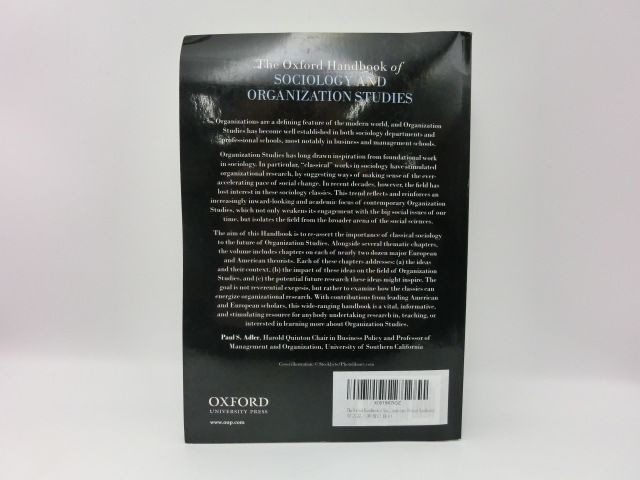 The Oxford Handbook of
SOCIOLOGY AND
ORGANIZATION STUDIES
Organizations are a defining feature of the modern world, and Organization
Studies has become well established in both sociology departments and
professional schools, most notably in business and management schools.
Organization Studies has long drawn inspiration from foundational work
in sociology. In particular, "classical" works in sociology have stimulated
organizational research, by suggesting ways of making sense of the ever-
accelerating pace of social change. In recent decades, however, the field has
lost interest in these sociology classics. This trend reflects and reinforces an
increasingly inward-looking and academic focus of contemporary Organization
Studies, which not only weakens its engagement with the big social issues of our
time, but isolates the field from the broader arena of the social sciences.
The aim of this Handbook is to re-assert the importance of classical sociology
to the future of Organization Studies. Alongside several thematic chapters,
the volume includes chapters on each of nearly two dozen major European
and American theorists. Each of these chapters addresses: (a) the ideas
and their context, (b) the impact of these ideas on the field of Organization
Studies, and (c) the potential future research these ideas might inspire. The
goal is not reverential exegesis, but rather to examine how the classics can
energize organizational research. With contributions from leading American
and European scholars, this wide-ranging handbook is a vital, informative,
and stimulating resource for anybody undertaking research in, teaching, or
interested in learning more about Organization Studies.
Paul S. Adler, Harold Quinton Chair in Business Policy and Professor of
Management and Organization, University of Southern California
Cover illustration: © Stockbyte/Photolibrary.com
OXFORD
UNIVERSITY PRESS
www.oup.com